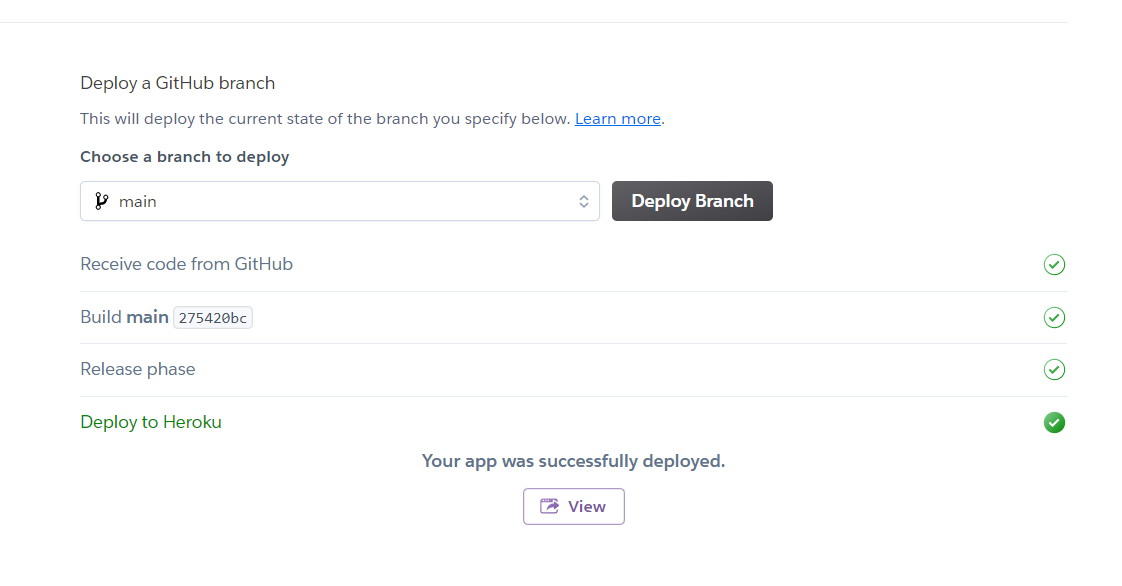 Deploy a GitHub branch
This will deploy the current state of the branch you specify below. Learn more.
Choose a branch to deploy
main
Deploy Branch
Receive code from GitHub
Build main 275420bc
Release phase
Deploy to Heroku
Your app was successfully deployed.
View